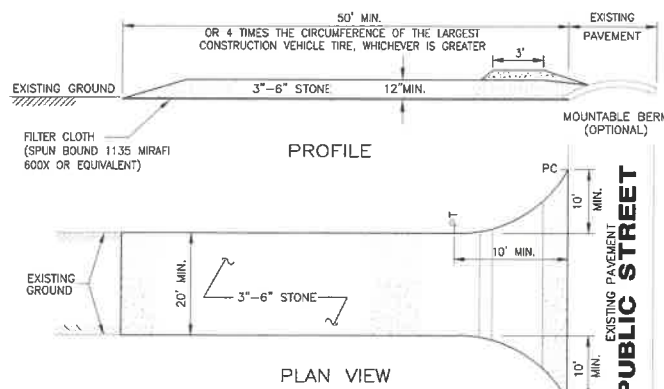 50' MIN.
OR 4 TIMES THE CIRCUMFERENCE OF THE LARGEST
CONSTRUCTION VEHICLE TIRE, WHICHEVER IS GREATER
EXISTING
PAVEMENT
3'
EXISTING GROUND
3"-6" STONE
12"MIN.
FILTER CLOTH
(SPUN BOUND 1135 MIRAFI
600X OR EQUIVALENT)
MOUNTABLE BERM
(OPTIONAL)
PROFILE
PC
10' MIN.
PT
10' MIN.
EXISTING
GROUND
20' MIN.
3"-6" STONE
EXISTING PAVEMENT
PUBLIC STREET
10' MIN.
PLAN VIEW